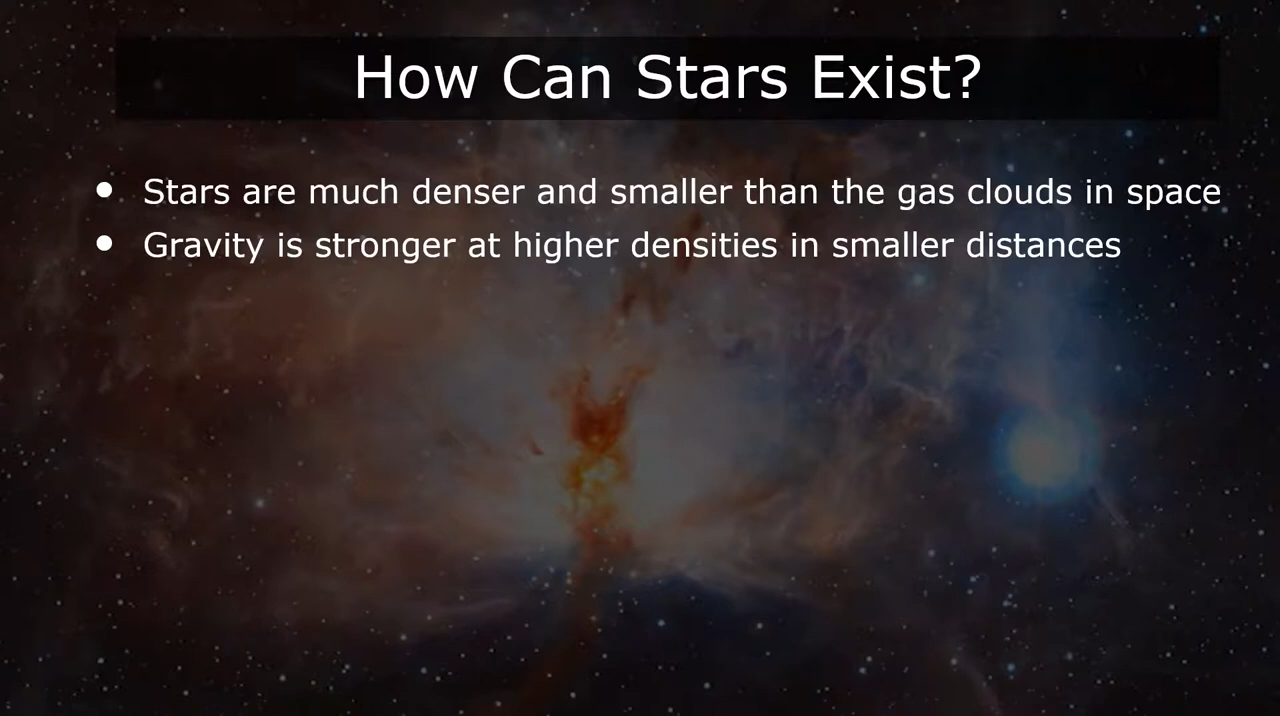 How Can Stars Exist?
• Stars are much denser and smaller than the gas clouds in space
• Gravity is stronger at higher densities in smaller distances